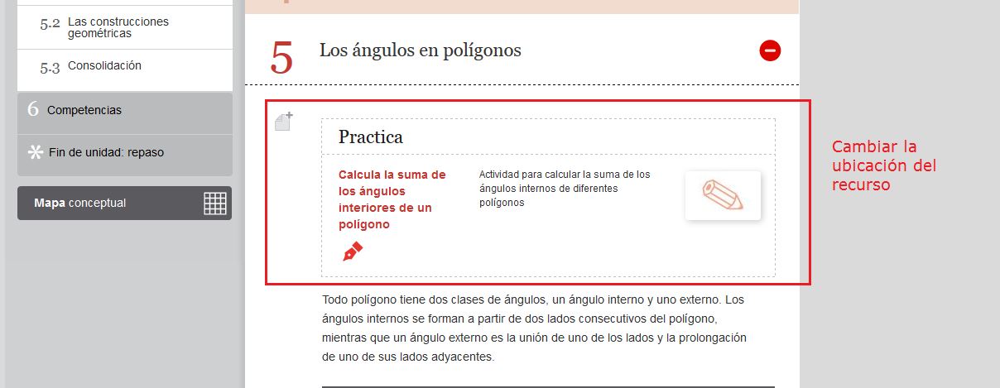 5.2 Las construcciones
geométricas
5.3 Consolidación
6 Competencias
Fin de unidad: repaso
Mapa conceptual
5 Los ángulos en polígonos
Practica
Calcula la suma de
los ángulos
interiores de un
polígono
Actividad para calcular la suma de los
ángulos internos de diferentes
polígonos
Todo polígono tiene dos clases de ángulos, un ángulo interno y uno externo. Los
ángulos internos se forman a partir de dos lados consecutivos del polígono,
mientras que un ángulo externo es la unión de uno de los lados y la prolongación
de uno de sus lados adyacentes.
Cambiar la
ubicación del
recurso